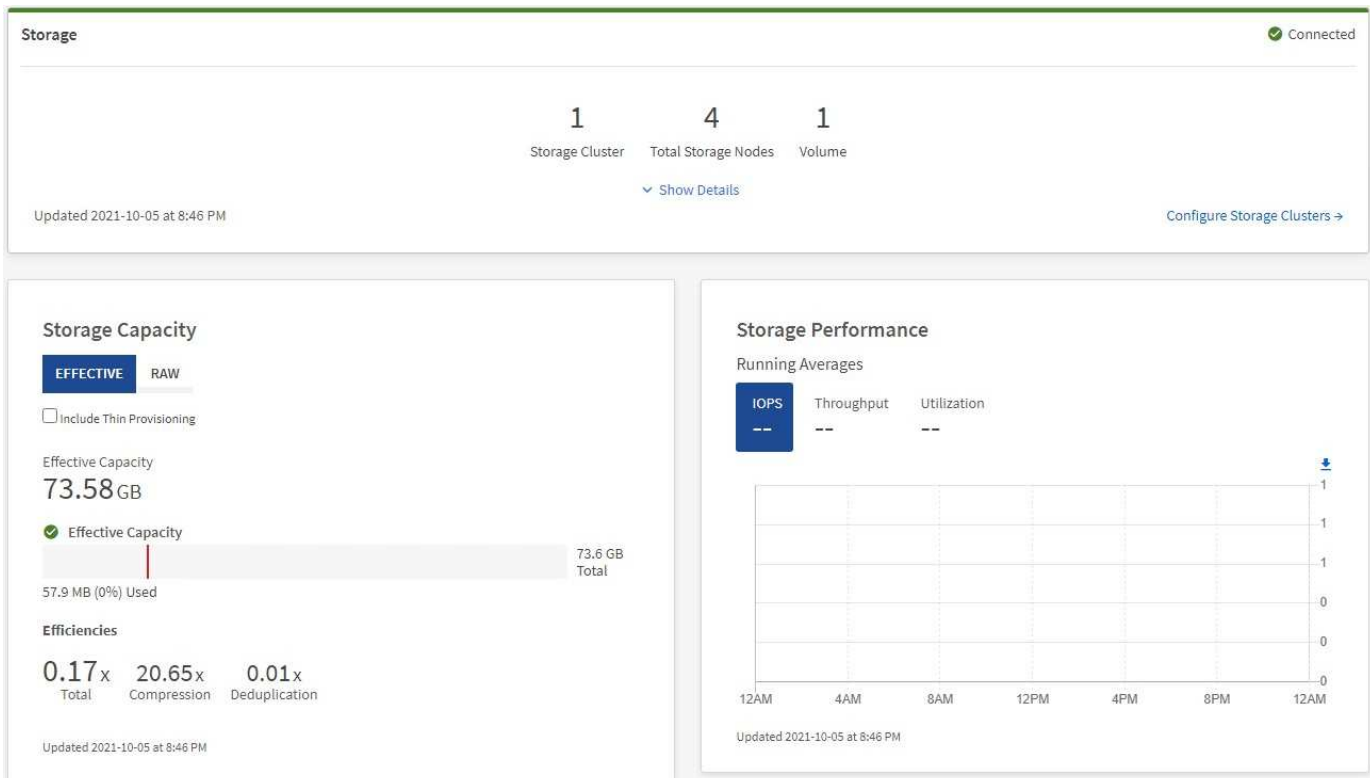 Storage
Connected
1 4 1
Storage Cluster Total Storage Nodes Volume
Show Details
Updated 2021-10-05 at 8:46 PM
Configure Storage Clusters →
Storage Capacity
EFFECTIVE RAW
Include Thin Provisioning
Effective Capacity
73.58 GB
Effective Capacity
73.6 GB
Total
57.9 MB (0%) Used
Efficiencies
0.17x 20.65x 0.01x
Total Compression Deduplication
Updated 2021-10-05 at 8:46 PM
Storage Performance
Running Averages
IOPS Throughput Utilization
-- -- --
1
1
1
0
0
0
12AM 4AM 8AM 12PM 4PM 8PM 12AM
Updated 2021-10-05 at 8:46 PM